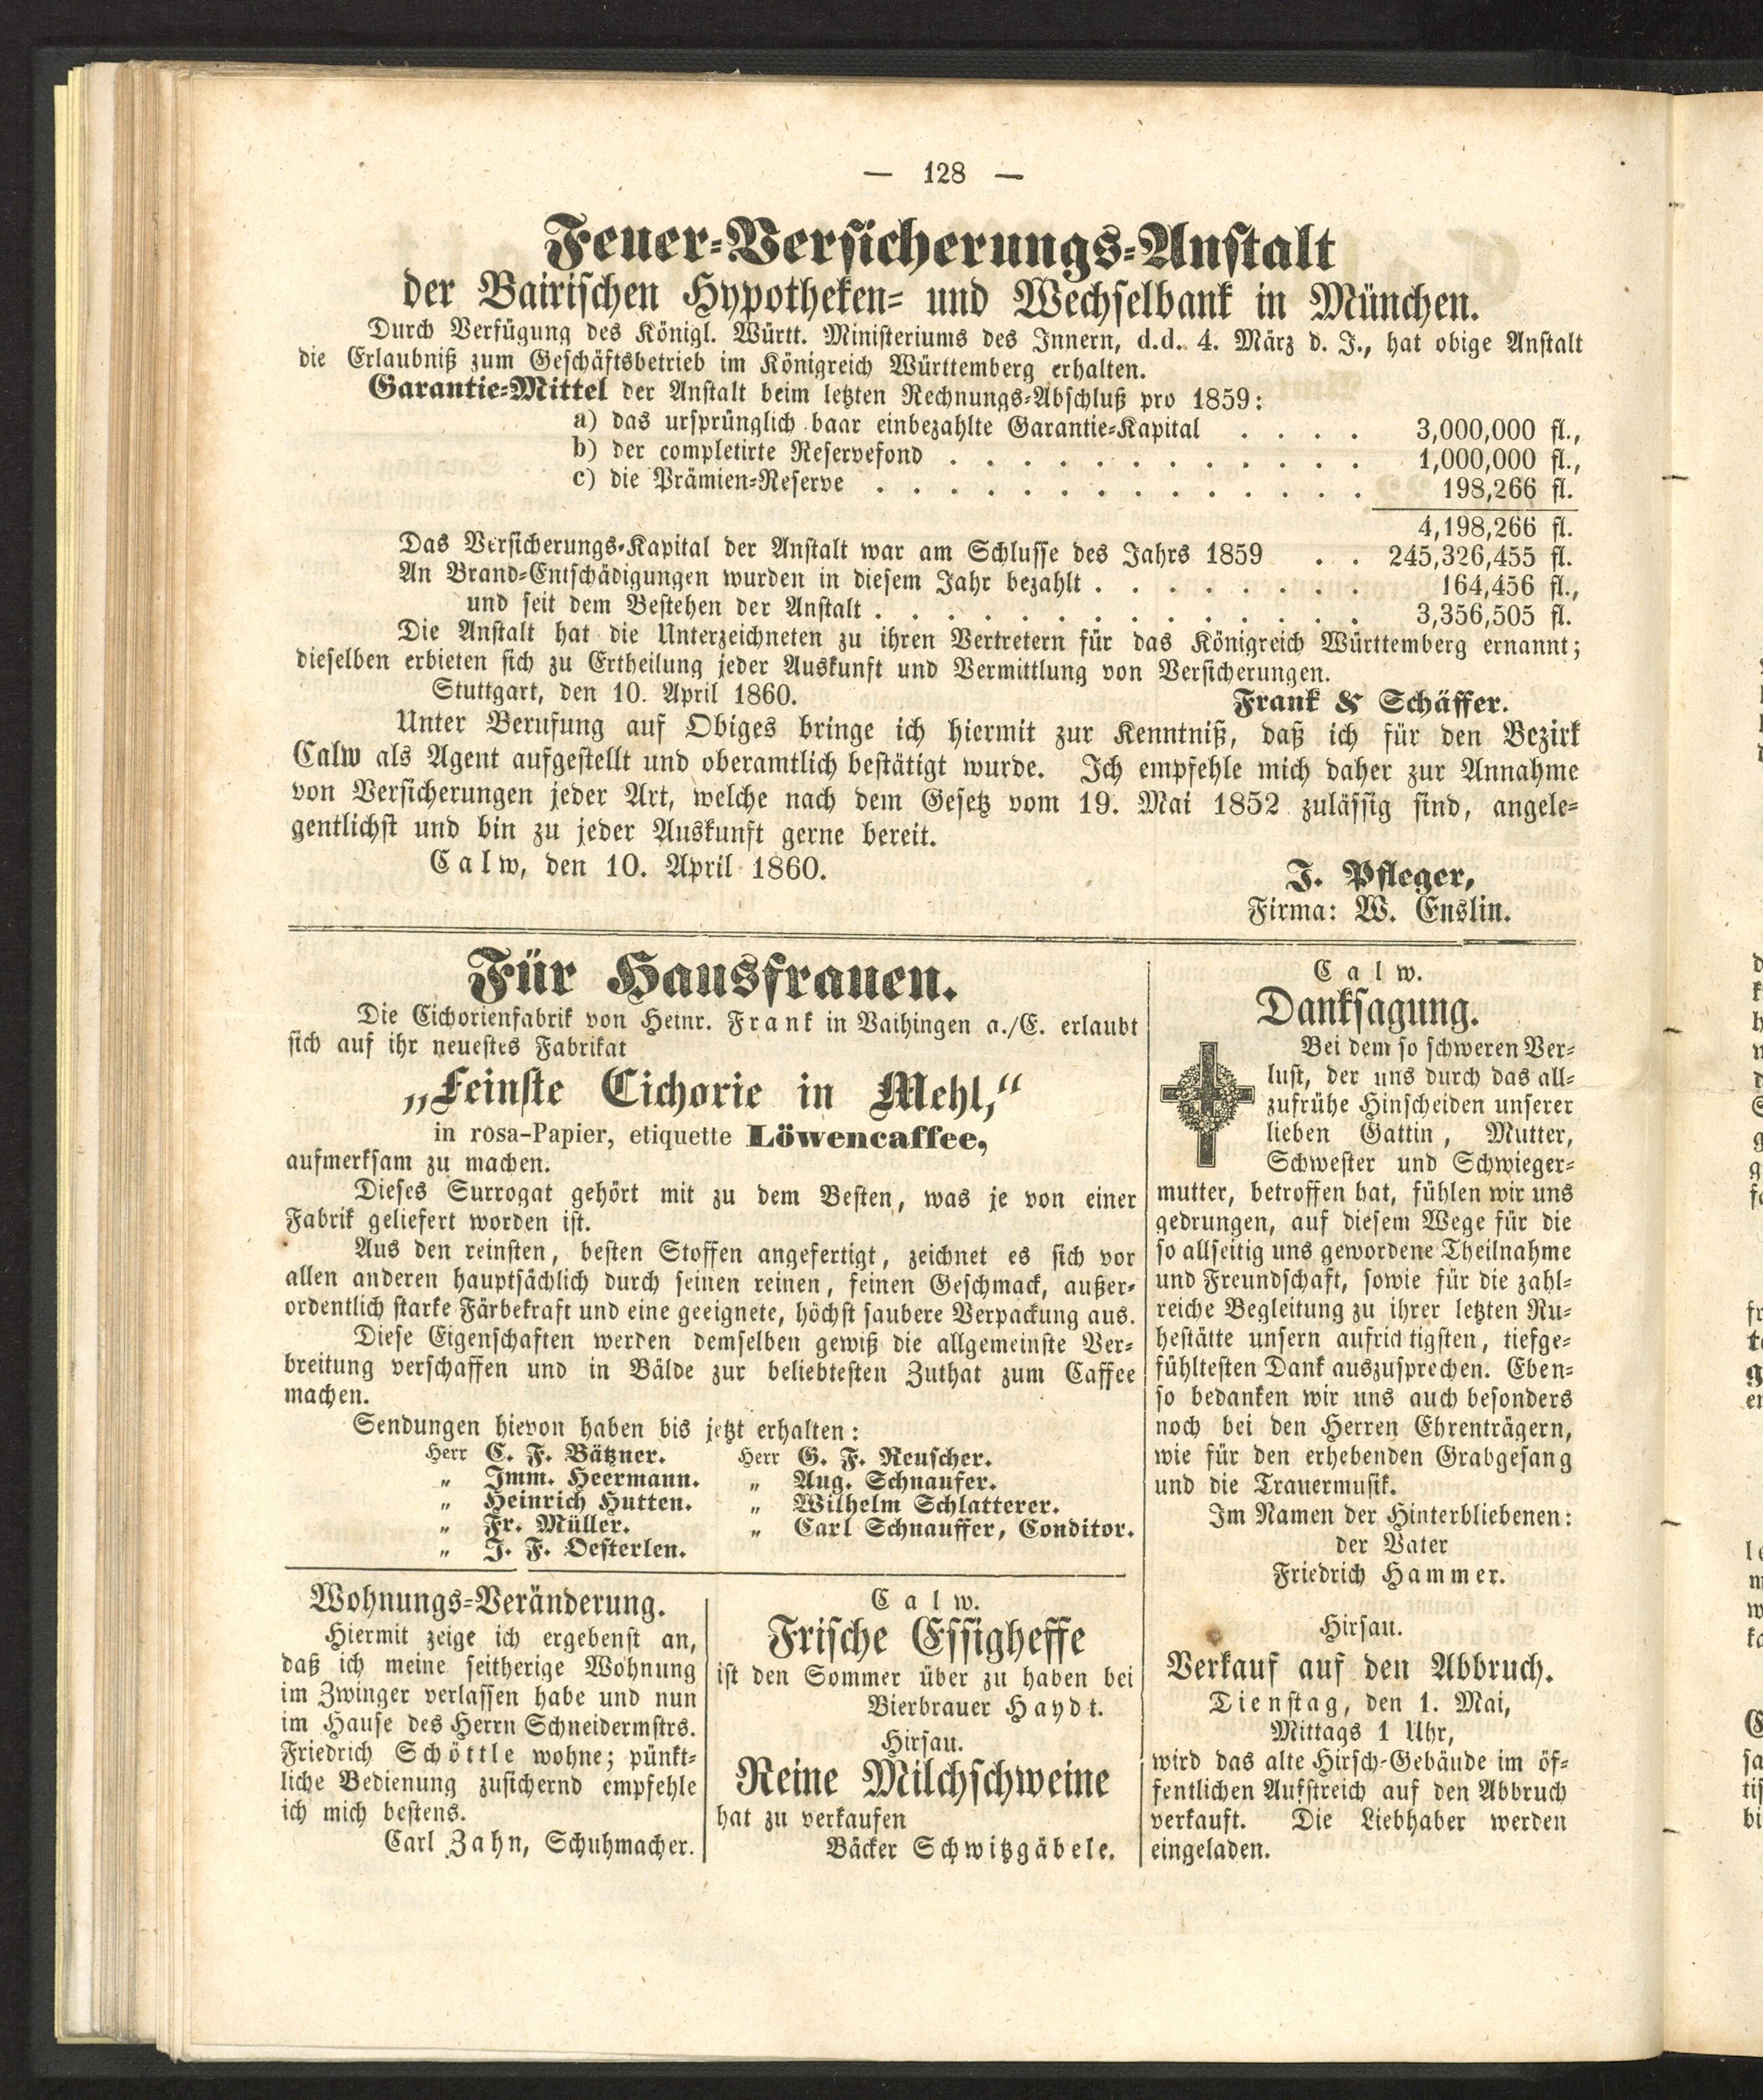 — 128 —
Feuer-Versicherungs-Anstalt
der Bairischen Hypotheken- und Wechselbank in München.
Durch Verfügung des Königl. Württ. Ministeriums des Innern, d.d. 4. März d. J., hat obige Anstalt
die Erlaubniß zum Geschäftsbetrieb im Königreich Württemberg erhalten.
Garantie-Mittel der Anstalt beim letzten Rechnungs-Abschluß pro 1859:
a) das ursprünglich baar einbezahlte Garantie-Kapital . . . . 3,000,000 fl.,
b) der completirte Reservefond . . . . . . . . . . . . 1,000,000 fl.,
c) die Prämien-Reserve . . . . . . . . . . . . . . 198,266 fl.
4,198,266 fl.
Das Versicherungs-Kapital der Anstalt war am Schlusse des Jahrs 1859 . . 245,326,455 fl.
An Brand-Entschädigungen wurden in diesem Jahr bezahlt . . . . . . . . 164,456 fl.,
und seit dem Bestehen der Anstalt . . . . . . . . . . . . . . 3,356,505 fl.
Die Anstalt hat die Unterzeichneten zu ihren Vertretern für das Königreich Württemberg ernannt;
dieselben erbieten sich zu Ertheilung jeder Auskunft und Vermittlung von Versicherungen.
Stuttgart, den 10. April 1860.
Frank & Schäffer.
Unter Berufung auf Obiges bringe ich hiermit zur Kenntniß, daß ich für den Bezirk
Calw als Agent aufgestellt und oberamtlich bestätigt wurde. Ich empfehle mich daher zur Annahme
von Versicherungen jeder Art, welche nach dem Gesetz vom 19. Mai 1852 zulässig sind, angele-
gentlichst und bin zu jeder Auskunft gerne bereit.
Calw, den 10. April 1860.
J. Pfleger,
Firma: W. Enslin.
Für Hausfrauen.
Die Cichorienfabrik von Heinr. Frank in Vaihingen a./E. erlaubt
sich auf ihr neuestes Fabrikat
„Feinste Cichorie in Mehl,“
in rosa-Papier, etiquette Löwencaffee,
aufmerksam zu machen.
Dieses Surrogat gehört mit zu dem Besten, was je von einer
Fabrik geliefert worden ist.
Aus den reinsten, besten Stoffen angefertigt, zeichnet es sich vor
allen anderen hauptsächlich durch seinen reinen, feinen Geschmack, außer-
ordentlich starke Färbekraft und eine geeignete, höchst saubere Verpackung aus.
Diese Eigenschaften werden demselben gewiß die allgemeinste Ver-
breitung verschaffen und in Bälde zur beliebtesten Zuthat zum Caffee
machen.
Sendungen hievon haben bis jetzt erhalten:
Herr C. F. Bätzner.
„ Imm. Heermann.
„ Heinrich Hutten.
„ Fr. Müller.
„ J. F. Oesterlen.
Herr G. F. Reuscher.
„ Aug. Schnaufer.
„ Wilhelm Schlatterer.
„ Carl Schnauffer, Conditor.
Wohnungs-Veränderung.
Hiermit zeige ich ergebenst an,
daß ich meine seitherige Wohnung
im Zwinger verlassen habe und nun
im Hause des Herrn Schneidermstrs.
Friedrich Schöttle wohne; pünkt-
liche Bedienung zusichernd empfehle
ich mich bestens.
Carl Zahn, Schuhmacher.
Calw.
Frische Essigheffe
ist den Sommer über zu haben bei
Bierbrauer Haydt.
Hirsau.
Reine Milchschweine
hat zu verkaufen
Bäcker Schwitzgäbele.
Calw.
Danksagung.
Bei dem so schweren Ver-
lust, der uns durch das all-
zufrühe Hinscheiden unserer
lieben Gattin, Mutter,
Schwester und Schwieger-
mutter, betroffen hat, fühlen wir uns
gedrungen, auf diesem Wege für die
so allseitig uns gewordene Theilnahme
und Freundschaft, sowie für die zahl-
reiche Begleitung zu ihrer letzten Ru-
hestätte unsern aufrichtigsten, tiefge-
fühltesten Dank auszusprechen. Eben-
so bedanken wir uns auch besonders
noch bei den Herren Ehrenträgern,
wie für den erhebenden Grabgesang
und die Trauermusik.
Im Namen der Hinterbliebenen:
der Vater
Friedrich Hammer.
Hirsau.
Verkauf auf den Abbruch.
Dienstag, den 1. Mai,
Mittags 1 Uhr,
wird das alte Hirsch-Gebäude im öf-
fentlichen Aufstreich auf den Abbruch
verkauft. Die Liebhaber werden
eingeladen.